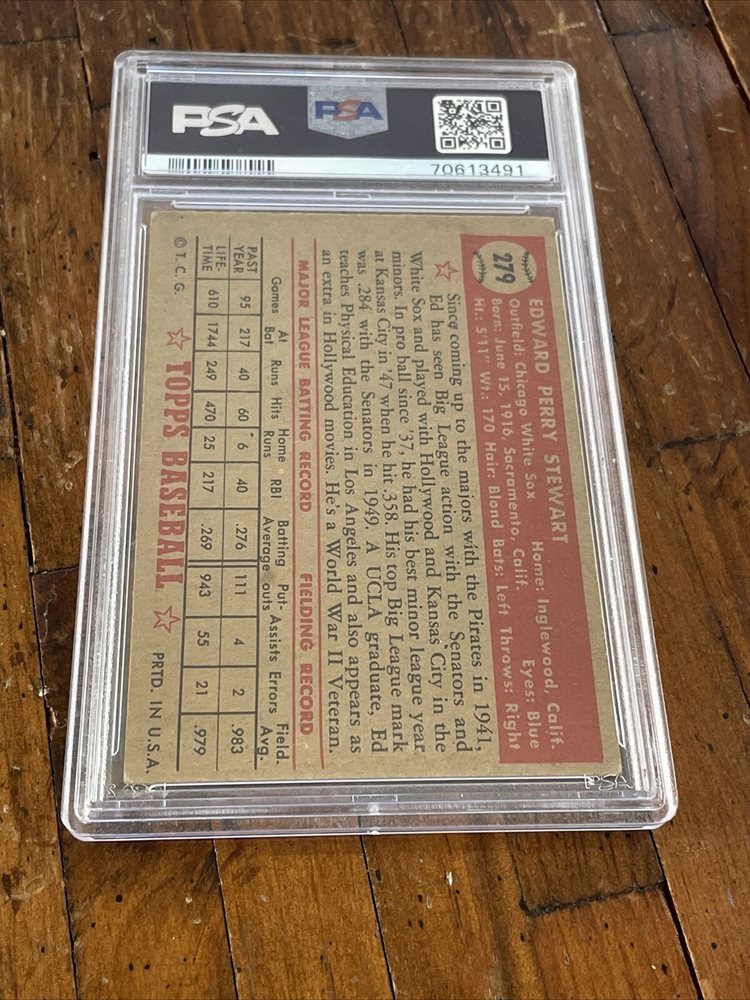 PSA
PSA
70613491
279
EDWARD PERRY STEWART
Outfield: Chicago White Sox Home: Inglewood, Calif.
Born: June 15, 1916, Sacramento, Calif. Eyes: Blue
Ht.: 5'11" Wt.: 170 Hair: Blond Bats: Left Throws: Right
Since coming up to the majors with the Pirates in 1941,
Ed has seen Big League action with the Senators and
White Sox and played with Hollywood and Kansas City in the
minors. In pro ball since '37, he had his best minor league year
at Kansas City in '47 when he hit .358. His top Big League mark
was .284 with the Senators in 1949. A UCLA graduate, Ed
teaches Physical Education in Los Angeles and also appears as
an extra in Hollywood movies. He's a World War II Veteran.
MAJOR LEAGUE BATTING RECORD FIELDING RECORD
Games At Bat Runs Hits Home Runs RBI Batting Average Put-outs Assists Errors Field. Avg.
PAST YEAR 95 217 40 60 6 40 .276 111 4 2 .983
LIFE-TIME 610 1744 249 470 25 217 .269 943 55 21 .979
© T. C. G. TOPPS BASEBALL PRTD. IN U.S.A.
PSA